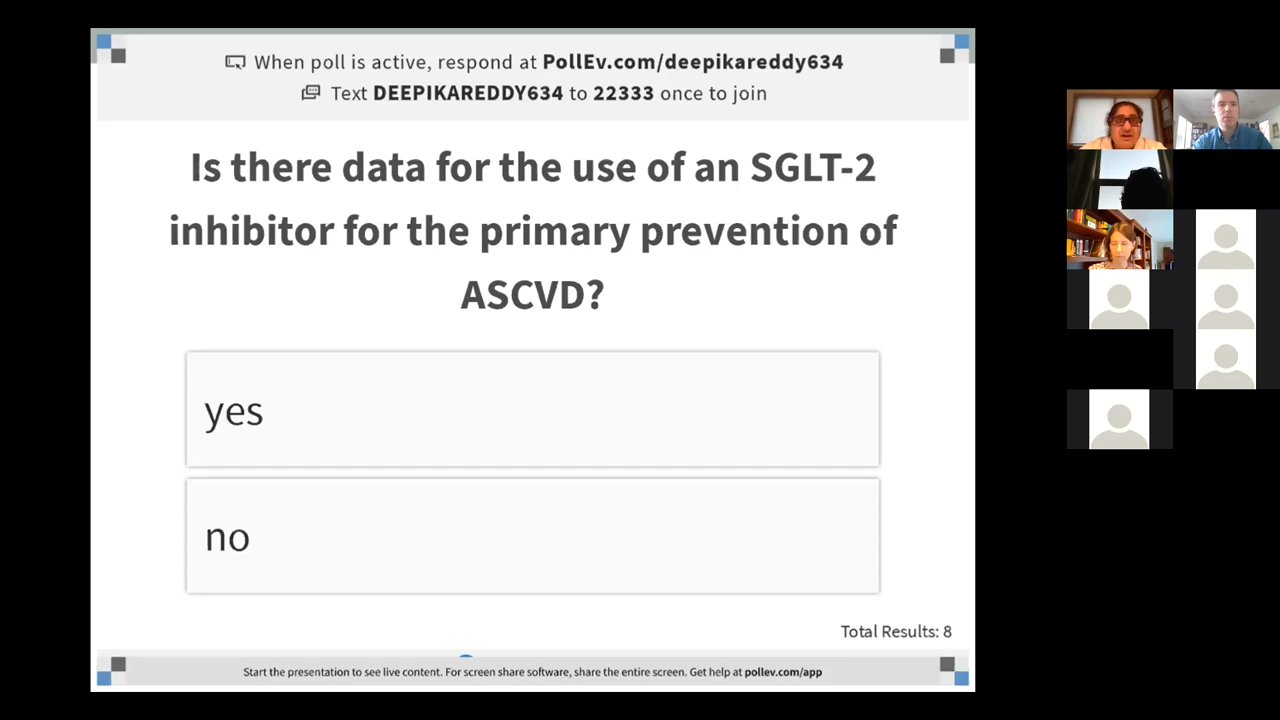 When poll is active, respond at PollEv.com/deepikareddy634
Text DEEPIKAREDDY634 to 22333 once to join
Is there data for the use of an SGLT-2
inhibitor for the primary prevention of
ASCVD?
yes
no
Total Results: 8
Start the presentation to see live content. For screen share software, share the entire screen. Get help at pollev.com/app